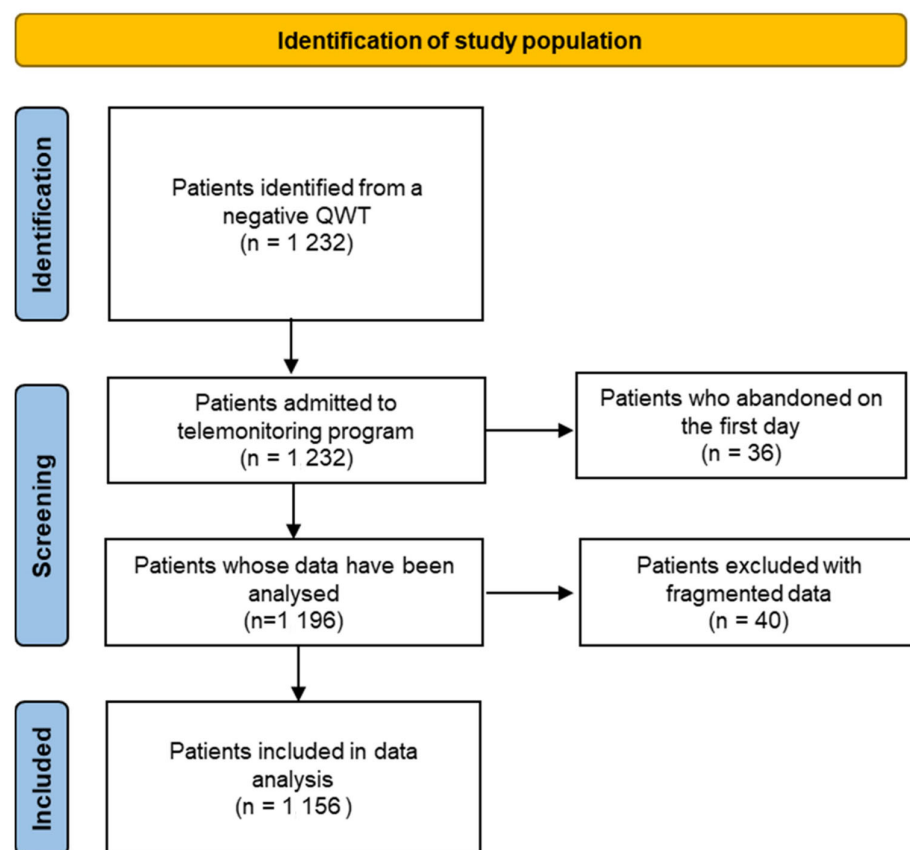 Identification of study population
Identification
Patients identified from a
negative QWT
(n = 1 232)
Screening
Patients admitted to
telemonitoring program
(n = 1 232)
Patients who abandoned on
the first day
(n = 36)
Patients whose data have been
analysed
(n=1 196)
Patients excluded with
fragmented data
(n = 40)
Included
Patients included in data
analysis
(n = 1 156 )